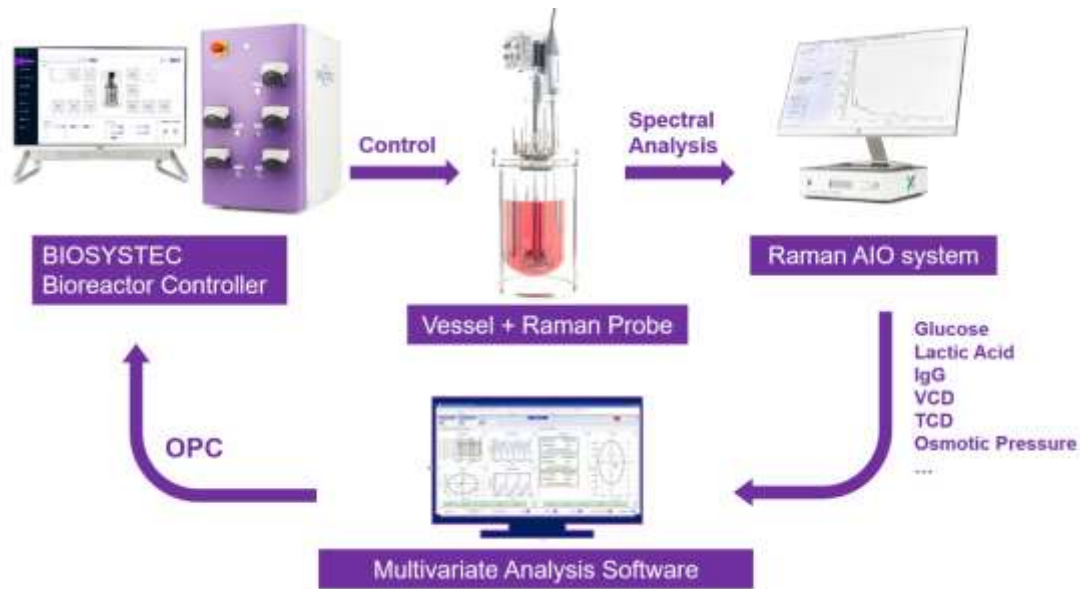 Control
Spectral
Analysis
BIOSYSTEC
Bioreactor Controller
Vessel + Raman Probe
Raman AIO system
Glucose
Lactic Acid
IgG
VCD
TCD
Osmotic Pressure
...
OPC
Multivariate Analysis Software